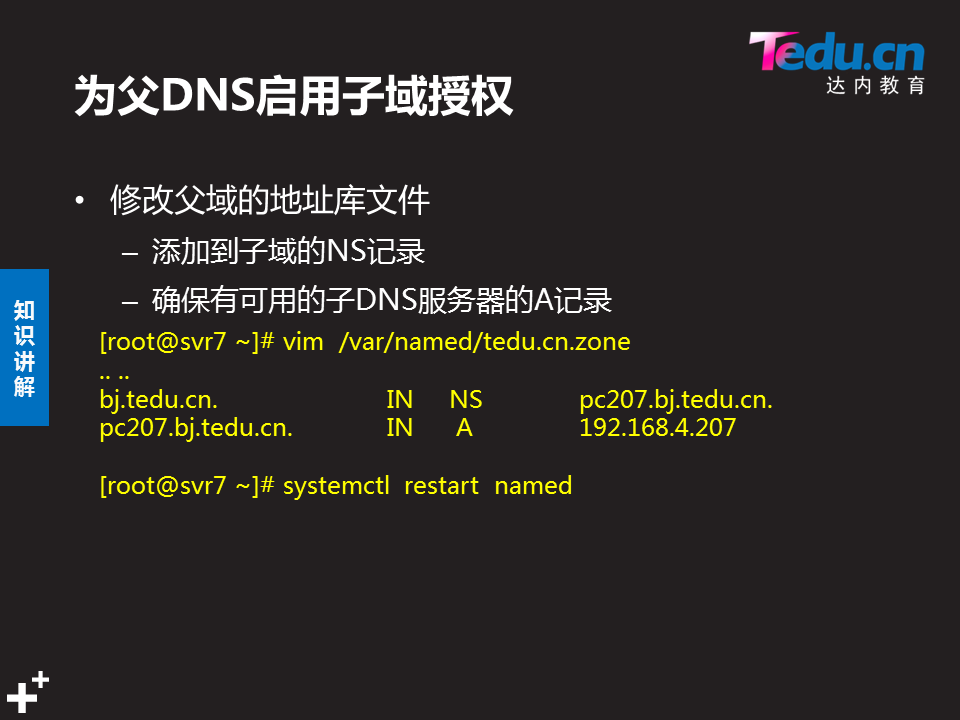 Tedu.cn
达内教育
为父DNS启用子域授权
• 修改父域的地址库文件
– 添加到子域的NS记录
– 确保有可用的子DNS服务器的A记录
知识讲解
[root@svr7 ~]# vim /var/named/tedu.cn.zone
.. ..
bj.tedu.cn. IN NS pc207.bj.tedu.cn.
pc207.bj.tedu.cn. IN A 192.168.4.207
[root@svr7 ~]# systemctl restart named